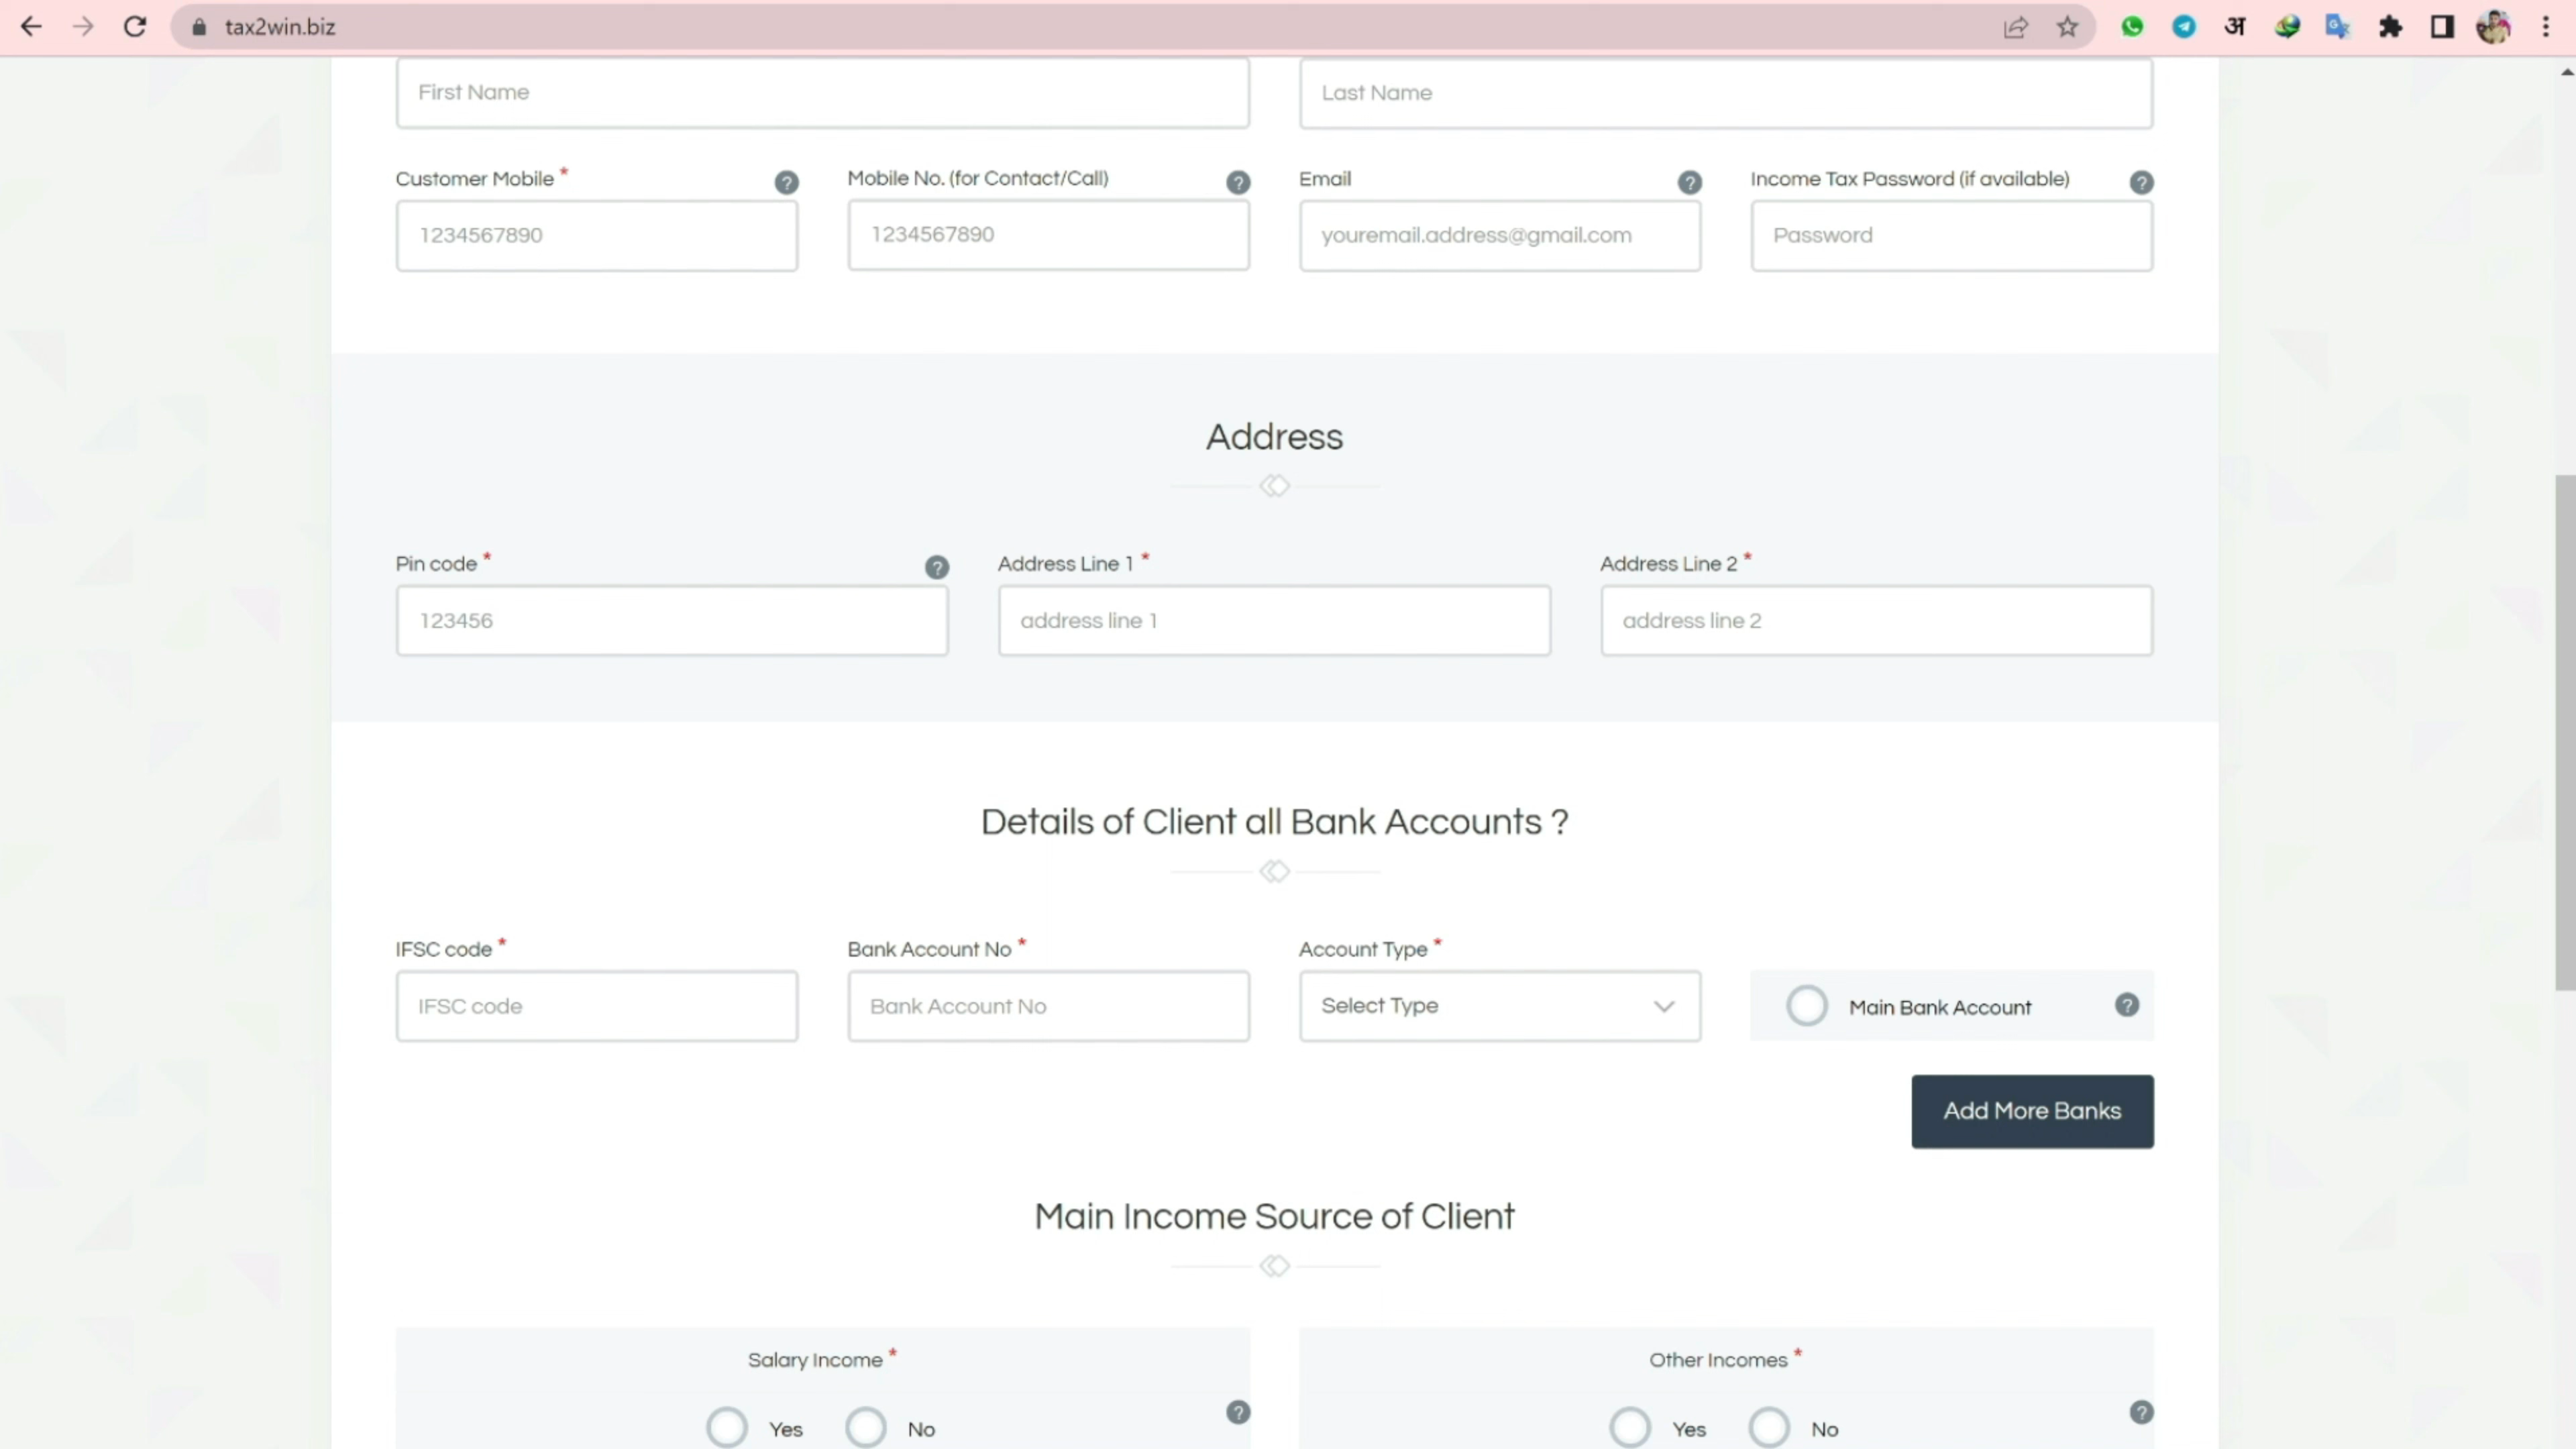 tax2win.biz
अ
First Name
Last Name
Customer Mobile *
Mobile No. (for Contact/Call)
Email
Income Tax Password (if available)
1234567890
1234567890
youremail.address@gmail.com
Password
Address
Pin code *
Address Line 1 *
Address Line 2 *
123456
address line 1
address line 2
Details of Client all Bank Accounts ?
IFSC code *
Bank Account No *
Account Type *
IFSC code
Bank Account No
Select Type
Main Bank Account
Add More Banks
Main Income Source of Client
Salary Income *
Other Incomes *
Yes
No
Yes
No